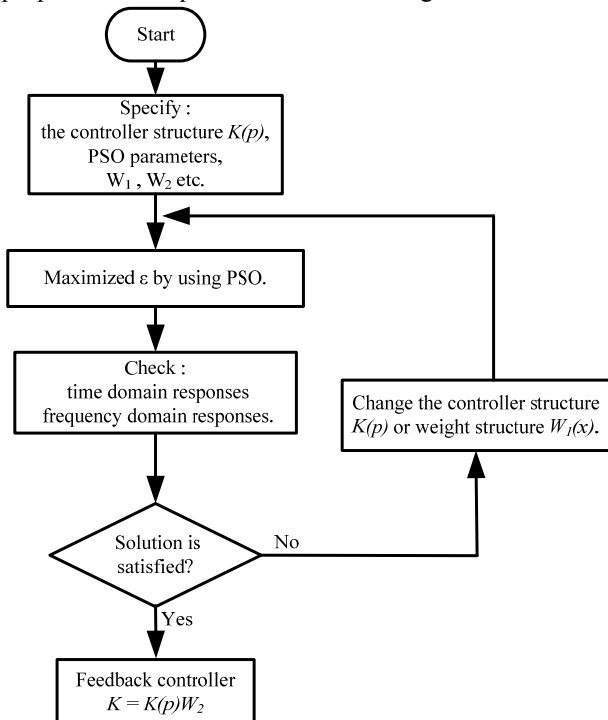 Start
Specify :
the controller structure K(p),
PSO parameters,
W₁ , W₂ etc.
Maximized ε by using PSO.
Check :
time domain responses
frequency domain responses.
Change the controller structure
K(p) or weight structure W₁(x).
Solution is
satisfied?
No
Yes
Feedback controller
K = K(p)W₂